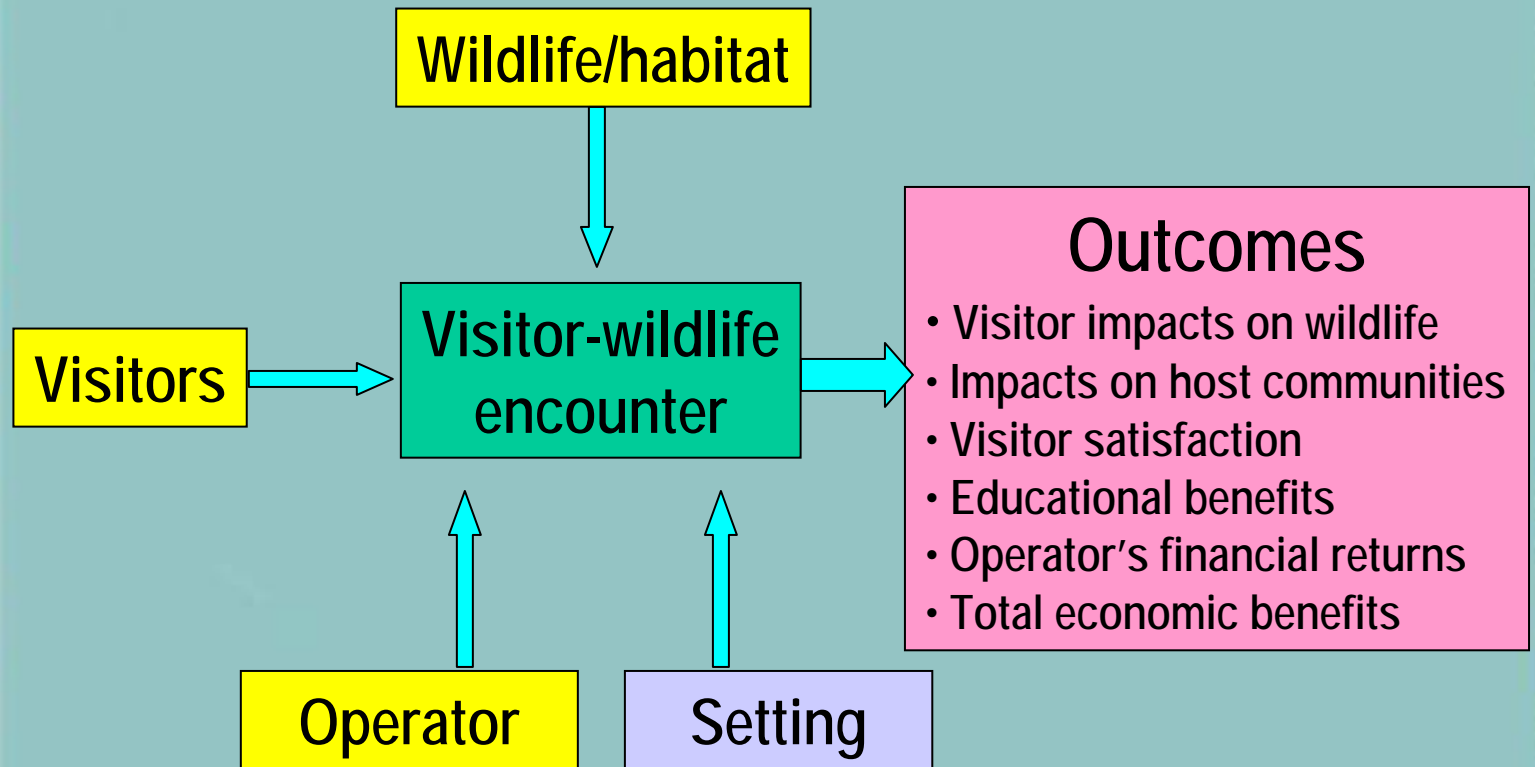 Wildlife/habitat
Visitors
Visitor-wildlife
encounter
Operator
Setting
Outcomes
• Visitor impacts on wildlife
• Impacts on host communities
• Visitor satisfaction
• Educational benefits
• Operator’s financial returns
• Total economic benefits